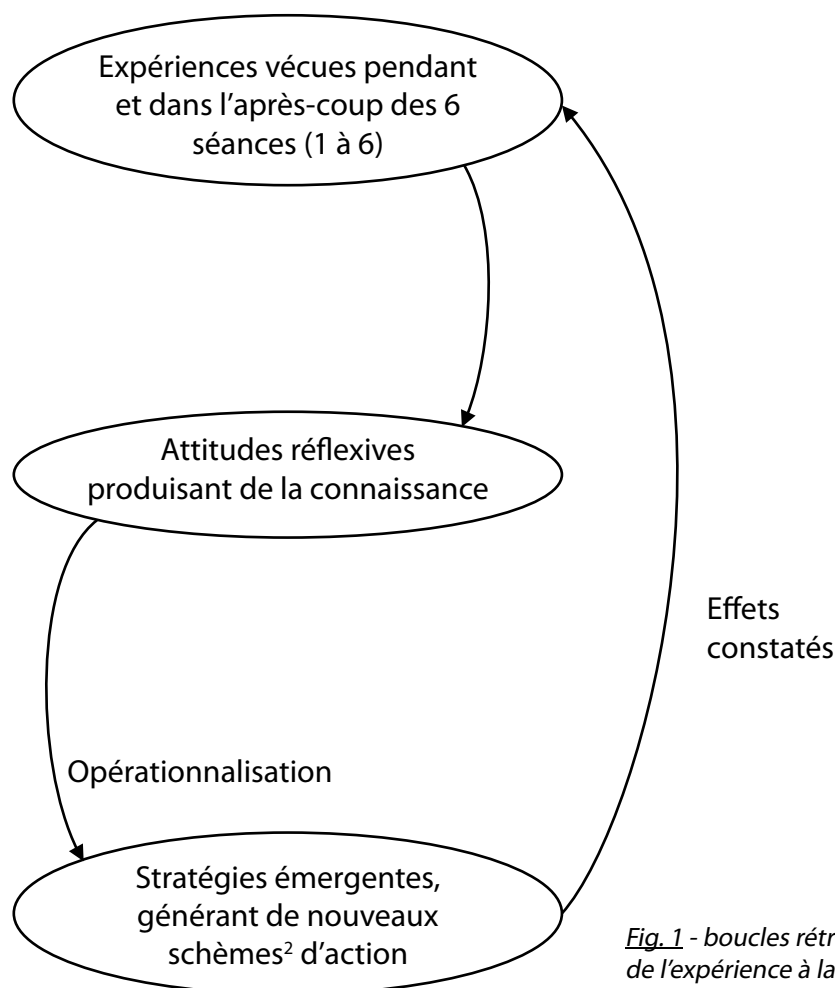 Expériences vécues pendant
et dans l’après-coup des 6
séances (1 à 6)
Attitudes réflexives
produisant de la connaissance
Effets
constatés
Opérationnalisation
Stratégies émergentes,
générant de nouveaux
schèmes² d’action
Fig. 1 - boucles
de l’expérience à la